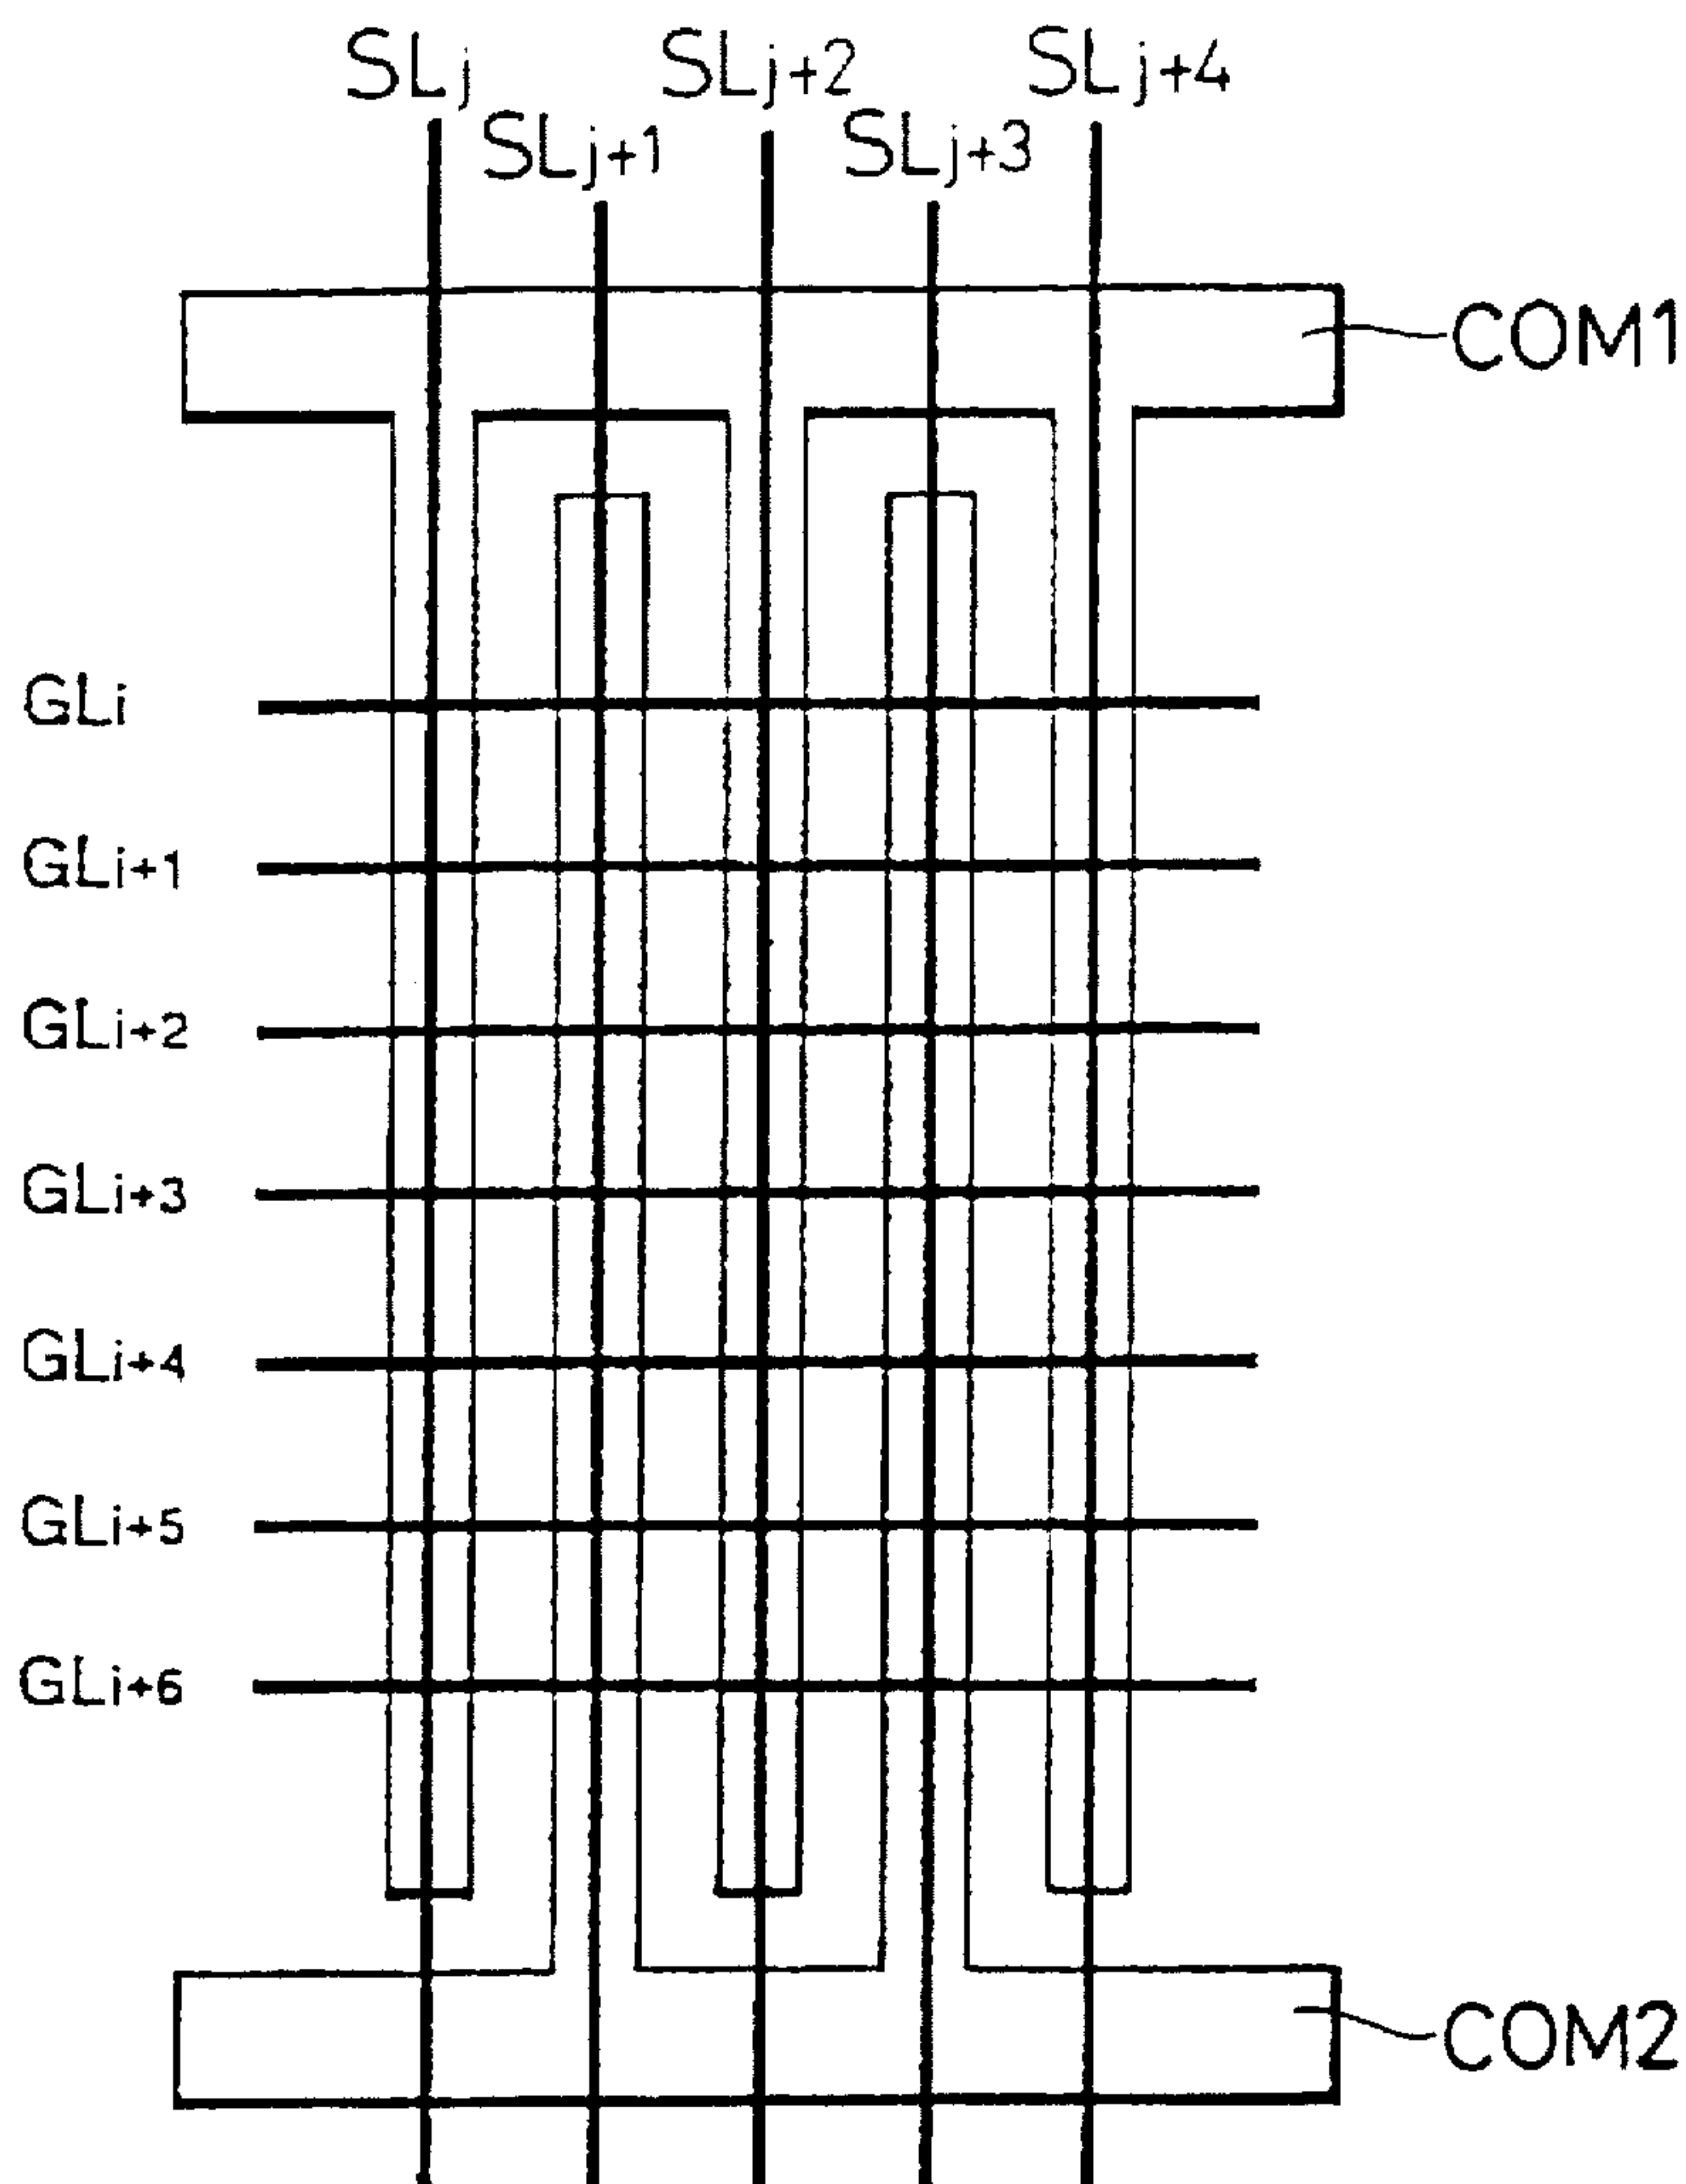 SLj SLj+2 SLj+4
SLj+1 SLj+3
COM1
GLi
GLi+1
GLi+2
GLi+3
GLi+4
GLi+5
GLi+6
COM2